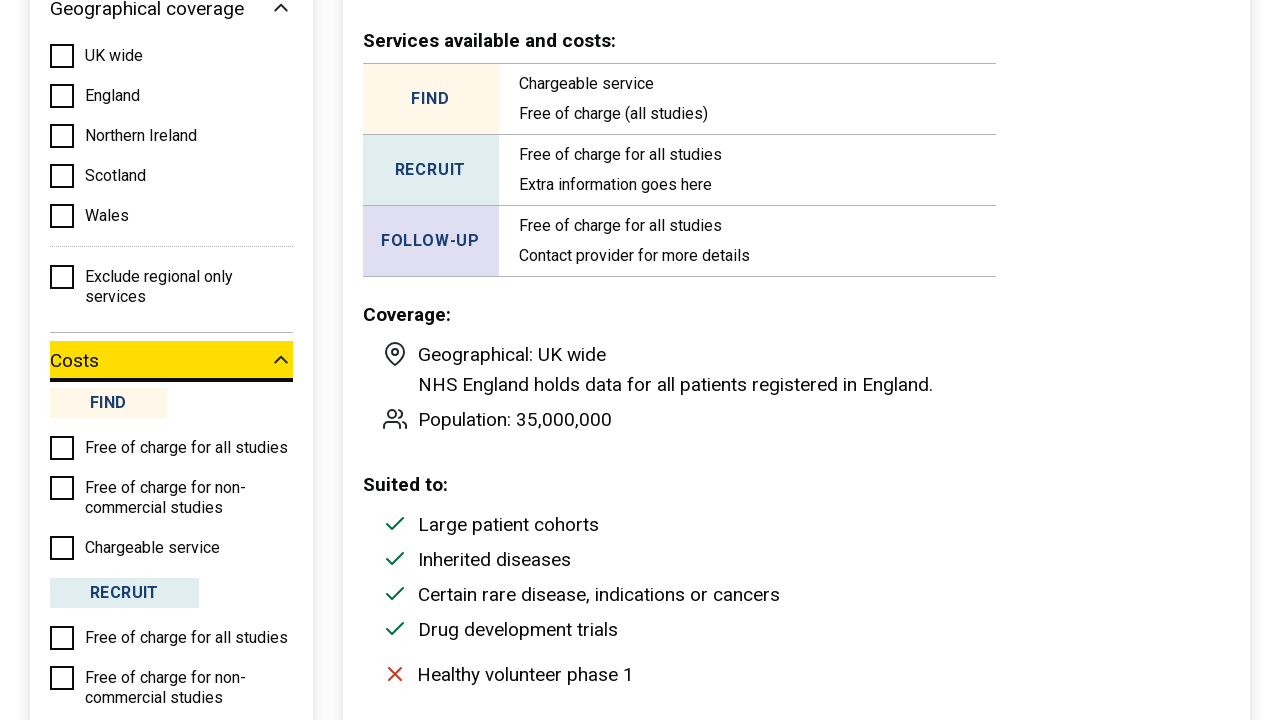 Geographical coverage
UK wide
England
Northern Ireland
Scotland
Wales
Exclude regional only
services
Costs
FIND
Free of charge for all studies
Free of charge for non-
commercial studies
Chargeable service
RECRUIT
Free of charge for all studies
Free of charge for non-
commercial studies
Services available and costs:
FIND
Chargeable service
Free of charge (all studies)
RECRUIT
Free of charge for all studies
Extra information goes here
FOLLOW-UP
Free of charge for all studies
Contact provider for more details
Coverage:
Geographical: UK wide
NHS England holds data for all patients registered in England.
Population: 35,000,000
Suited to:
Large patient cohorts
Inherited diseases
Certain rare disease, indications or cancers
Drug development trials
Healthy volunteer phase 1